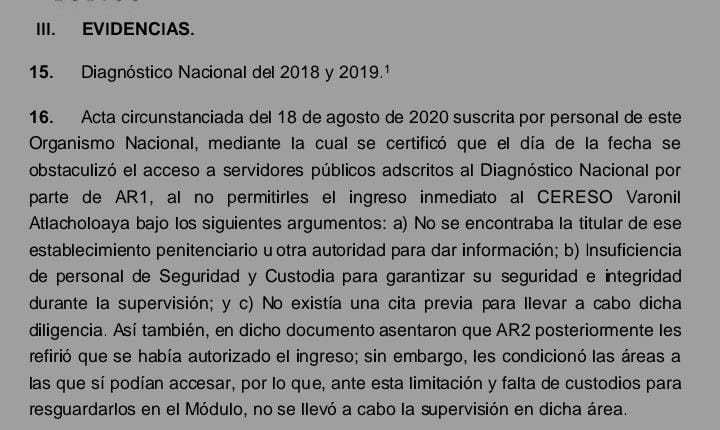 III. EVIDENCIAS.
15. Diagnóstico Nacional del 2018 y 2019.¹
16. Acta circunstanciada del 18 de agosto de 2020 suscrita por personal de este
Organismo Nacional, mediante la cual se certificó que el día de la fecha se
obstaculizó el acceso a servidores públicos adscritos al Diagnóstico Nacional por
parte de AR1, al no permitirles el ingreso inmediato al CERESO Varonil
Atlacholoaya bajo los siguientes argumentos: a) No se encontraba la titular de ese
establecimiento penitenciario u otra autoridad para dar información; b) Insuficiencia
de personal de Seguridad y Custodia para garantizar su seguridad e integridad
durante la supervisión; y c) No existía una cita previa para llevar a cabo dicha
diligencia. Así también, en dicho documento asentaron que AR2 posteriormente les
refirió que se había autorizado el ingreso; sin embargo, les condicionó las áreas a
las que sí podían accesar, por lo que, ante esta limitación y falta de custodios para
resguardarlos en el Módulo, no se llevó a cabo la supervisión en dicha área.